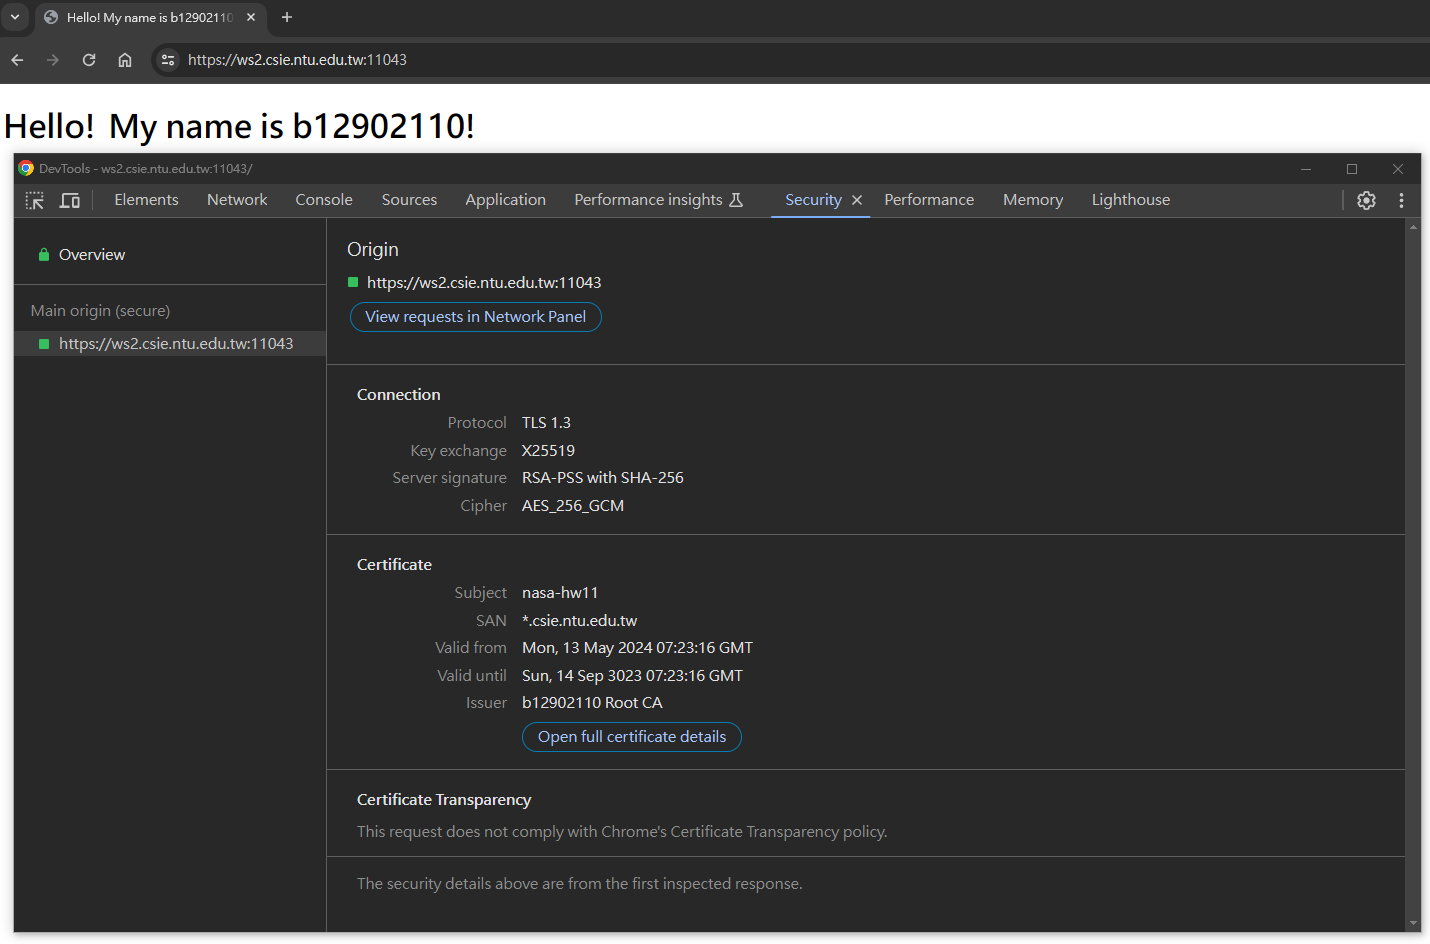 Hello! My name is b12902110
https://ws2.csie.ntu.edu.tw:11043
Hello! My name is b12902110!
DevTools - ws2.csie.ntu.edu.tw:11043/
Elements Network Console Sources Application Performance insights Security Performance Memory Lighthouse
Overview
Main origin (secure)
https://ws2.csie.ntu.edu.tw:11043
Origin
https://ws2.csie.ntu.edu.tw:11043
View requests in Network Panel
Connection
Protocol TLS 1.3
Key exchange X25519
Server signature RSA-PSS with SHA-256
Cipher AES_256_GCM
Certificate
Subject nasa-hw11
SAN *.csie.ntu.edu.tw
Valid from Mon, 13 May 2024 07:23:16 GMT
Valid until Sun, 14 Sep 3023 07:23:16 GMT
Issuer b12902110 Root CA
Open full certificate details
Certificate Transparency
This request does not comply with Chrome's Certificate Transparency policy.
The security details above are from the first inspected response.